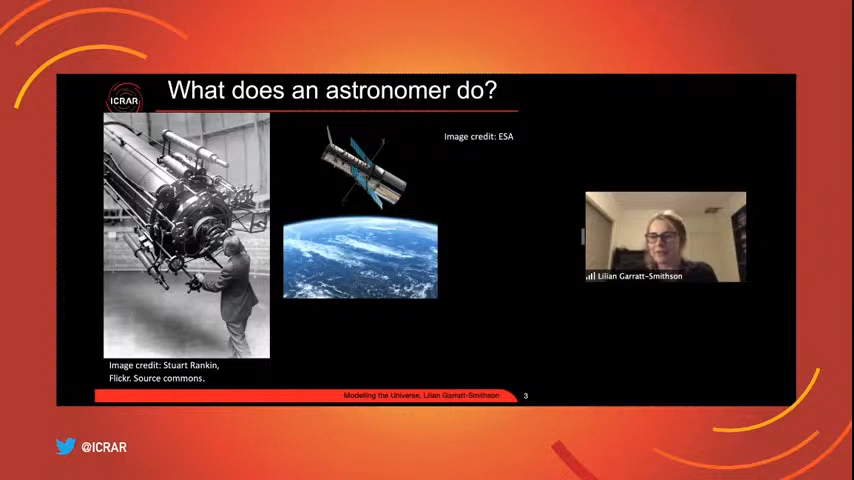 What does an astronomer do?
ICRAR
Image credit: ESA
Lilian Garratt-Smithson
Image credit: Stuart Rankin,
Flickr. Source commons.
Modelling the Universe, Lilian Garratt-Smithson
3
@ICRAR